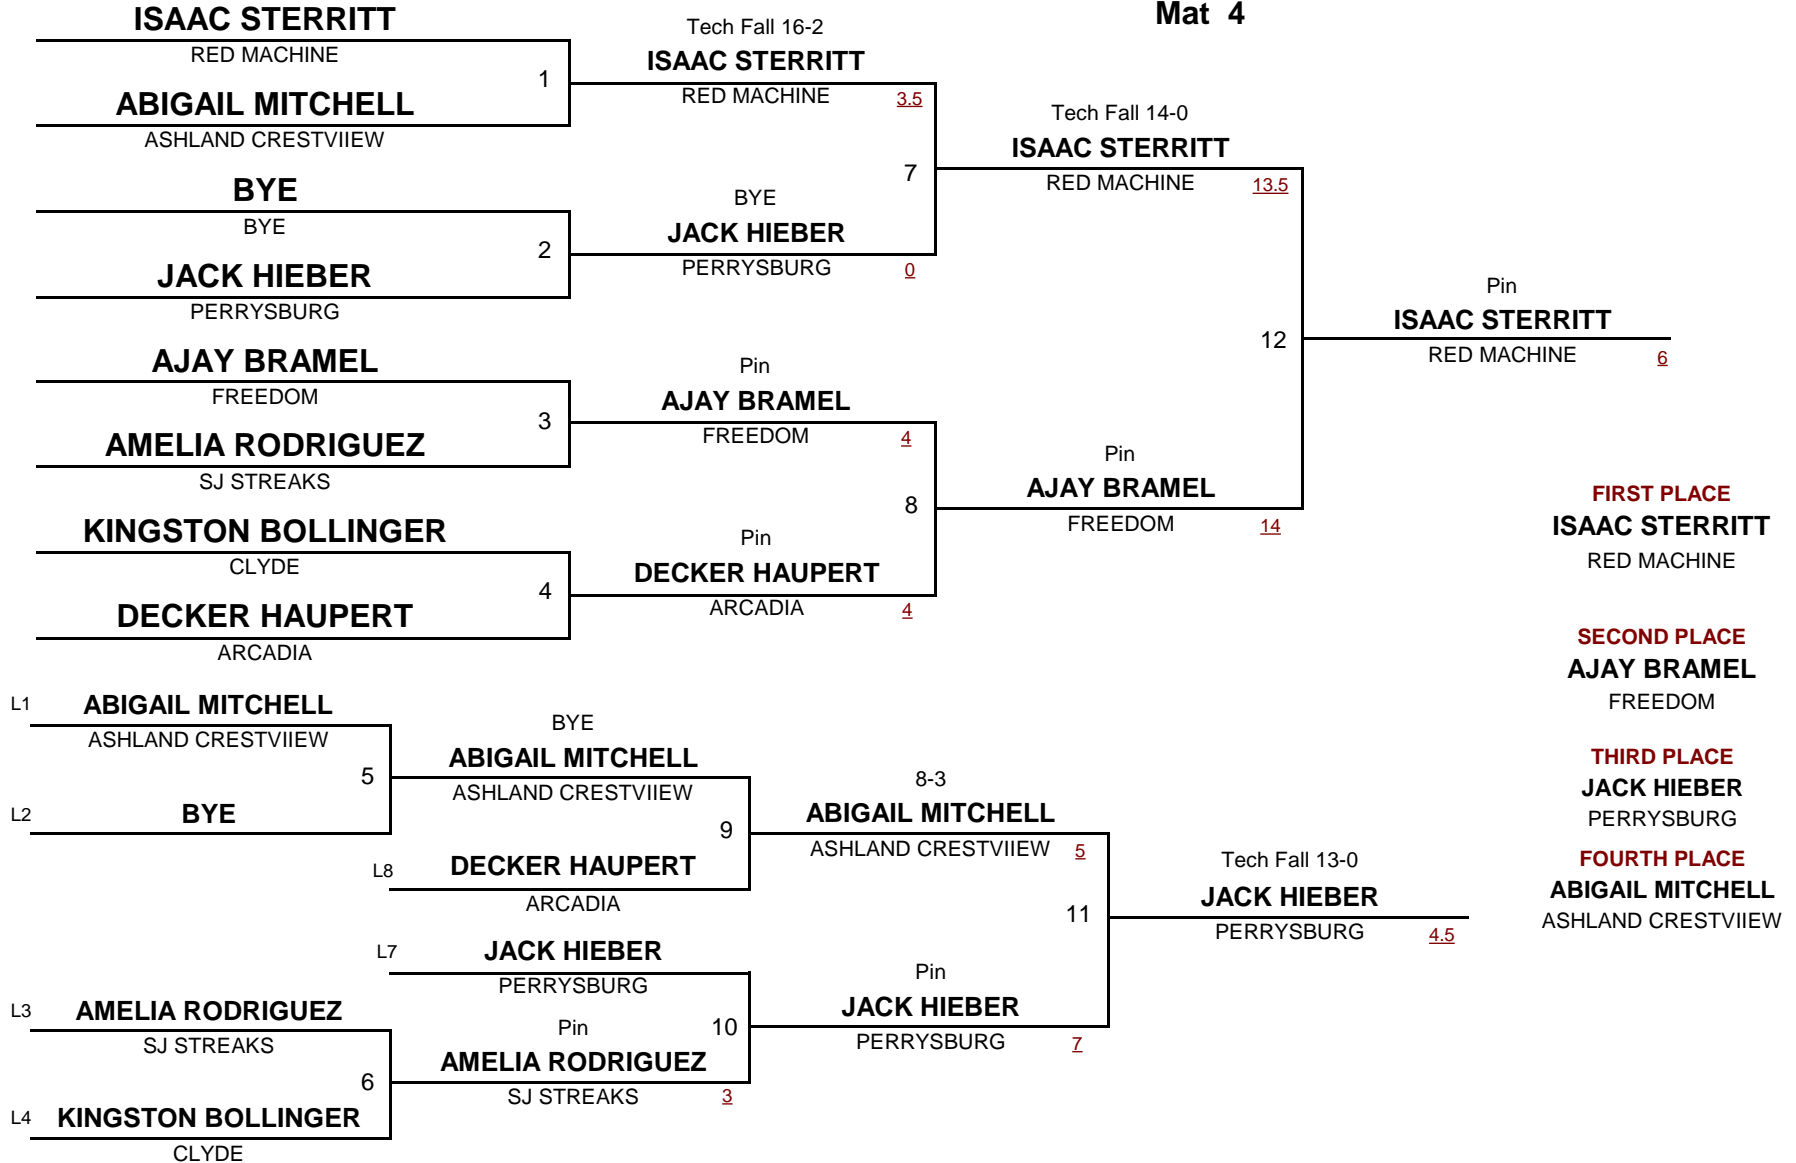 Mat 4
ISAAC STERRITT
RED MACHINE
1
ABIGAIL MITCHELL
ASHLAND CRESTVIIEW
BYE
BYE
2
JACK HIEBER
PERRYSBURG
AJAY BRAMEL
FREEDOM
3
AMELIA RODRIGUEZ
SJ STREAKS
KINGSTON BOLLINGER
CLYDE
4
DECKER HAUPERT
ARCADIA
Tech Fall 16-2
ISAAC STERRITT
RED MACHINE 3.5
7
BYE
JACK HIEBER
PERRYSBURG 0
Pin
AJAY BRAMEL
FREEDOM 4
8
Pin
DECKER HAUPERT
ARCADIA 4
Tech Fall 14-0
ISAAC STERRITT
RED MACHINE 13.5
12
Pin
AJAY BRAMEL
FREEDOM 14
Pin
ISAAC STERRITT
RED MACHINE 6
FIRST PLACE
ISAAC STERRITT
RED MACHINE
SECOND PLACE
AJAY BRAMEL
FREEDOM
THIRD PLACE
JACK HIEBER
PERRYSBURG
FOURTH PLACE
ABIGAIL MITCHELL
ASHLAND CRESTVIIEW
L1 ABIGAIL MITCHELL
ASHLAND CRESTVIIEW
5
L2 BYE
BYE
ABIGAIL MITCHELL
ASHLAND CRESTVIIEW
9
L8 DECKER HAUPERT
ARCADIA
L7 JACK HIEBER
PERRYSBURG
10
L3 AMELIA RODRIGUEZ
SJ STREAKS
6
L4 KINGSTON BOLLINGER
CLYDE
Pin
AMELIA RODRIGUEZ
SJ STREAKS 3
8-3
ABIGAIL MITCHELL
ASHLAND CRESTVIIEW 5
11
Pin
JACK HIEBER
PERRYSBURG 7
Tech Fall 13-0
JACK HIEBER
PERRYSBURG 4.5